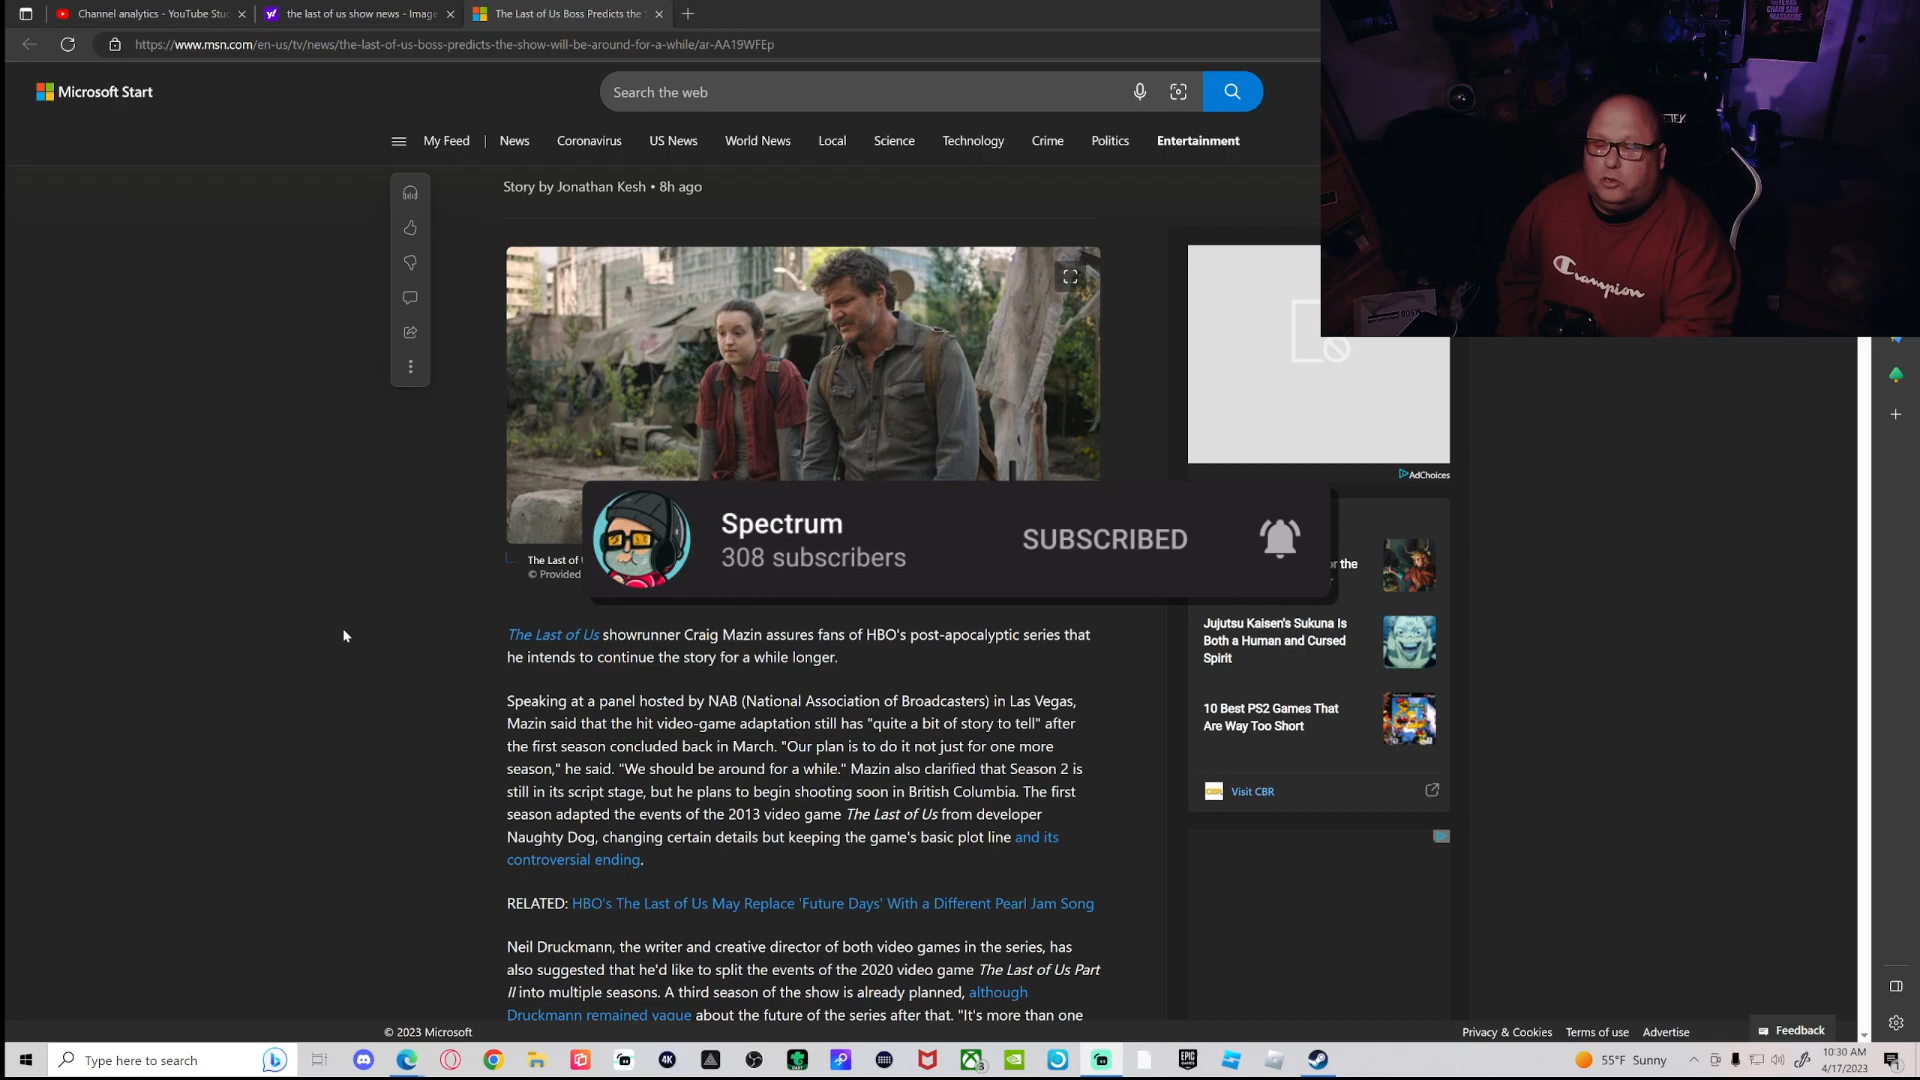 Channel analytics - YouTube Stu
the last of us show news - Image
The Last of Us Boss Predicts the
https://www.msn.com/en-us/tv/news/the-last-of-us-boss-predicts-the-show-will-be-around-for-a-while/ar-AA19WFEp
Microsoft Start
Search the web
My Feed | News Coronavirus US News World News Local Science Technology Crime Politics Entertainment
Story by Jonathan Kesh • 8h ago
Champion
AdChoices
Spectrum
308 subscribers
SUBSCRIBED
The Last of
© Provided
or the
Jujutsu Kaisen's Sukuna Is
Both a Human and Cursed
Spirit
10 Best PS2 Games That
Are Way Too Short
Visit CBR
The Last of Us showrunner Craig Mazin assures fans of HBO's post-apocalyptic series that
he intends to continue the story for a while longer.
Speaking at a panel hosted by NAB (National Association of Broadcasters) in Las Vegas,
Mazin said that the hit video-game adaptation still has "quite a bit of story to tell" after
the first season concluded back in March. "Our plan is to do it not just for one more
season," he said. "We should be around for a while." Mazin also clarified that Season 2 is
still in its script stage, but he plans to begin shooting soon in British Columbia. The first
season adapted the events of the 2013 video game The Last of Us from developer
Naughty Dog, changing certain details but keeping the game's basic plot line and its
controversial ending.
RELATED: HBO's The Last of Us May Replace 'Future Days' With a Different Pearl Jam Song
Neil Druckmann, the writer and creative director of both video games in the series, has
also suggested that he'd like to split the events of the 2020 video game The Last of Us Part
II into multiple seasons. A third season of the show is already planned, although
Druckmann remained vague about the future of the series after that. "It's more than one
© 2023 Microsoft
Privacy & Cookies Terms of use Advertise Feedback
Type here to search
4K
EPIC
GAMES
3
55°F Sunny
10:30 AM
4/17/2023
1